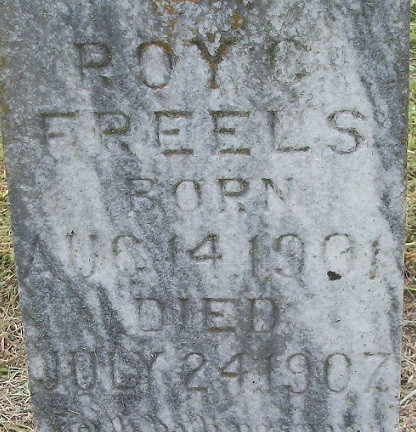 ROY C.
FREELS
BORN
AUG 14 1901
DIED
JULY 24 1907